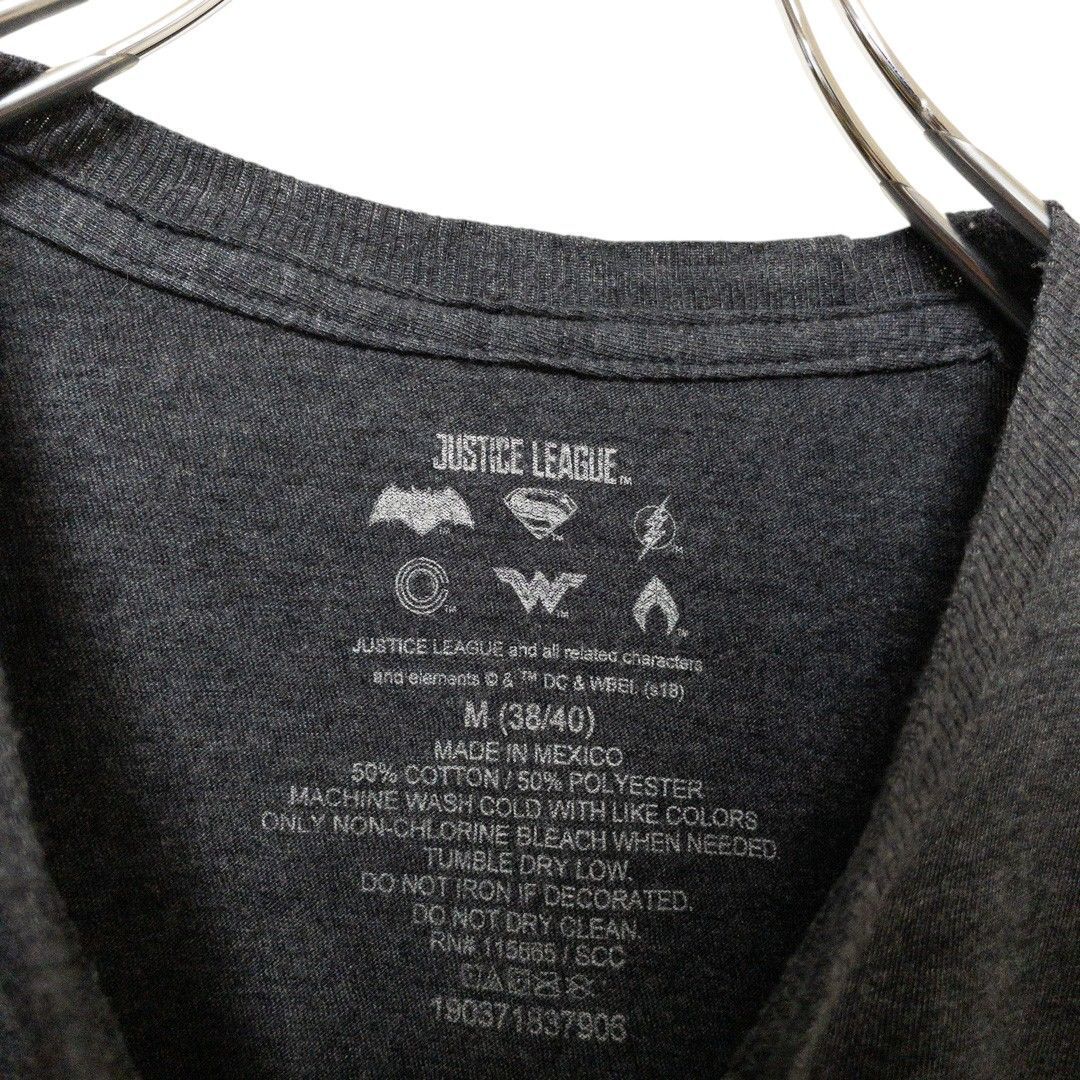 JUSTICE LEAGUE™
JUSTICE LEAGUE and all related characters
and elements © & ™ DC & WBEI. (s18)
M (38/40)
MADE IN MEXICO
50% COTTON / 50% POLYESTER
MACHINE WASH COLD WITH LIKE COLORS
ONLY NON-CHLORINE BLEACH WHEN NEEDED.
TUMBLE DRY LOW.
DO NOT IRON IF DECORATED.
DO NOT DRY CLEAN.
RN# 115665 / SCC
190371837903